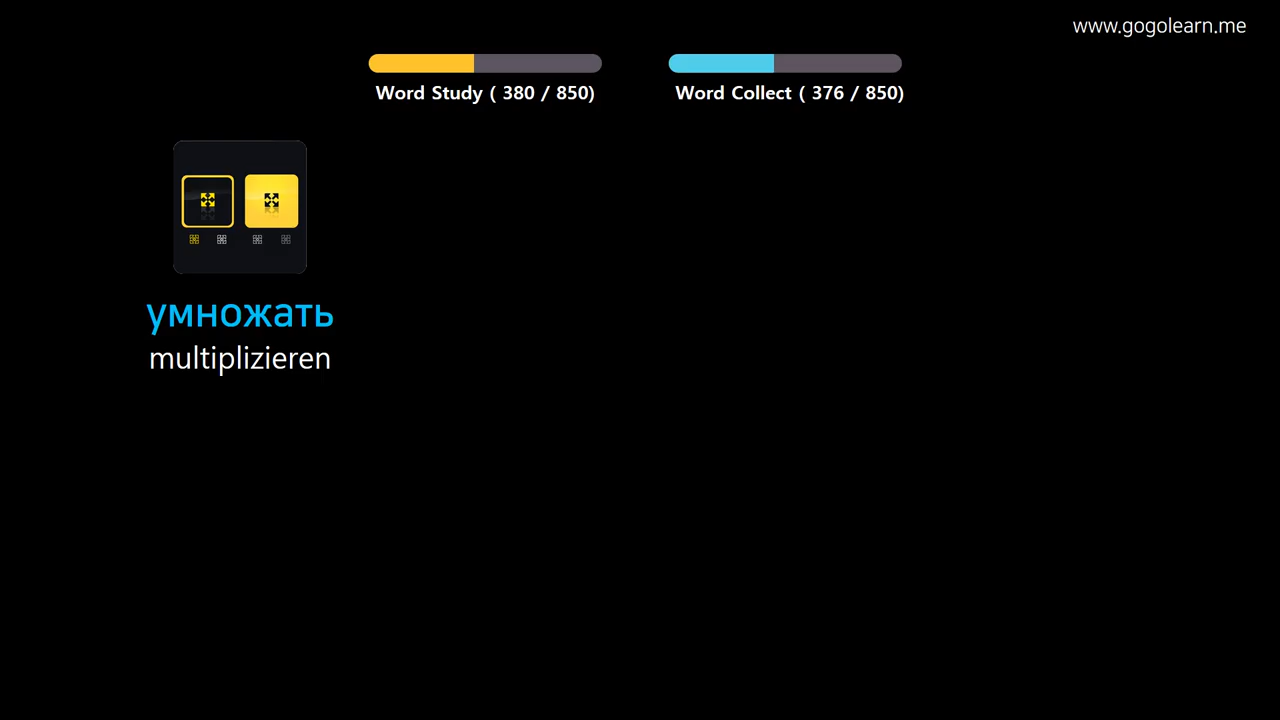 www.gogolearn.me
Word Study ( 380 / 850)
Word Collect ( 376 / 850)
умножать
multiplizieren